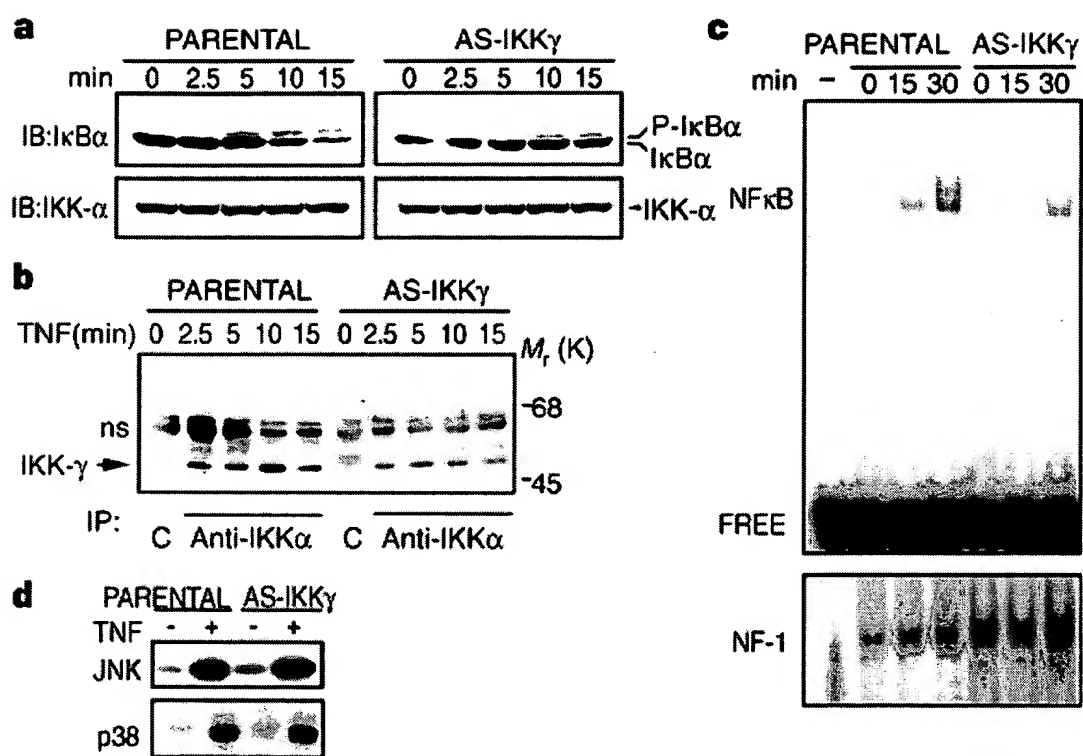 a
PARENTAL AS-IKKγ
min 0 2.5 5 10 15 0 2.5 5 10 15
IB:IκBα P-IκBα
IκBα
IB:IKK-α IKK-α
b
PARENTAL AS-IKKγ
TNF(min) 0 2.5 5 10 15 0 2.5 5 10 15 Mr (K)
68
ns
IKK-γ
45
IP:
C Anti-IKKα C Anti-IKKα
c
PARENTAL AS-IKKγ
min – 0 15 30 0 15 30
NFκB
FREE
NF-1
d
PARENTAL AS-IKKγ
TNF - + - +
JNK
p38